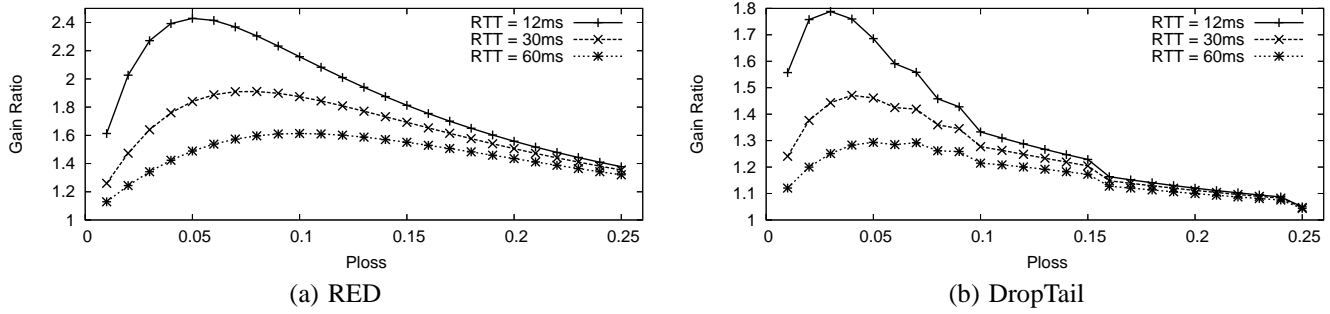 2.4
2.2
2
1.8
1.6
1.4
1.2
1
Gain Ratio
RTT = 12ms
RTT = 30ms
RTT = 60ms
0 0.05 0.1 0.15 0.2 0.25
Ploss
(a) RED
1.8
1.7
1.6
1.5
1.4
1.3
1.2
1.1
1
Gain Ratio
RTT = 12ms
RTT = 30ms
RTT = 60ms
0 0.05 0.1 0.15 0.2 0.25
Ploss
(b) DropTail